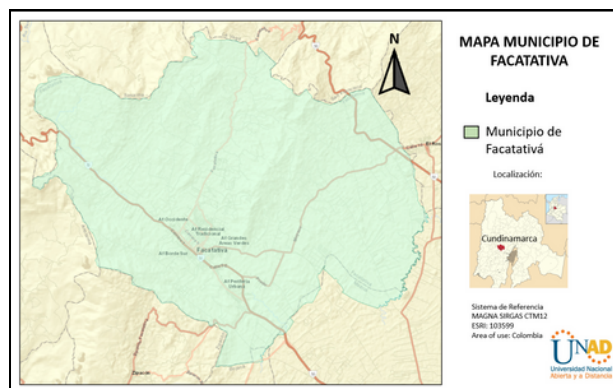 MAPA MUNICIPIO DE
FACATATIVA
N
Leyenda
Municipio de
Facatativá
Localización:
Cundinamarca
Sistema de Referencia
MAGNA SIRGAS CTM12
ESRI: 103599
Area of use: Colombia
UNAD
Universidad Nacional
Abierta y a Distancia
Facatativá
Zipacón